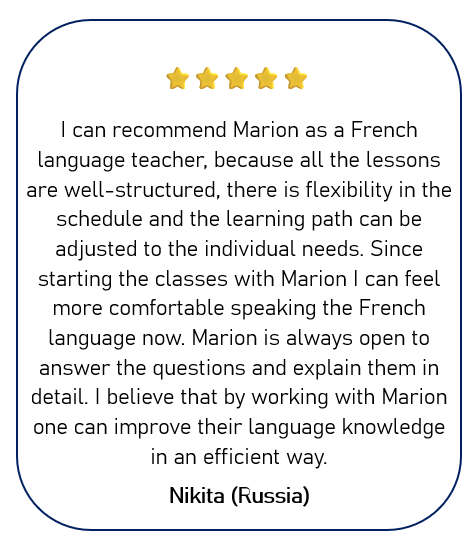 I can recommend Marion as a French
language teacher, because all the lessons
are well-structured, there is flexibility in the
schedule and the learning path can be
adjusted to the individual needs. Since
starting the classes with Marion I can feel
more comfortable speaking the French
language now. Marion is always open to
answer the questions and explain them in
detail. I believe that by working with Marion
one can improve their language knowledge
in an efficient way.
Nikita (Russia)